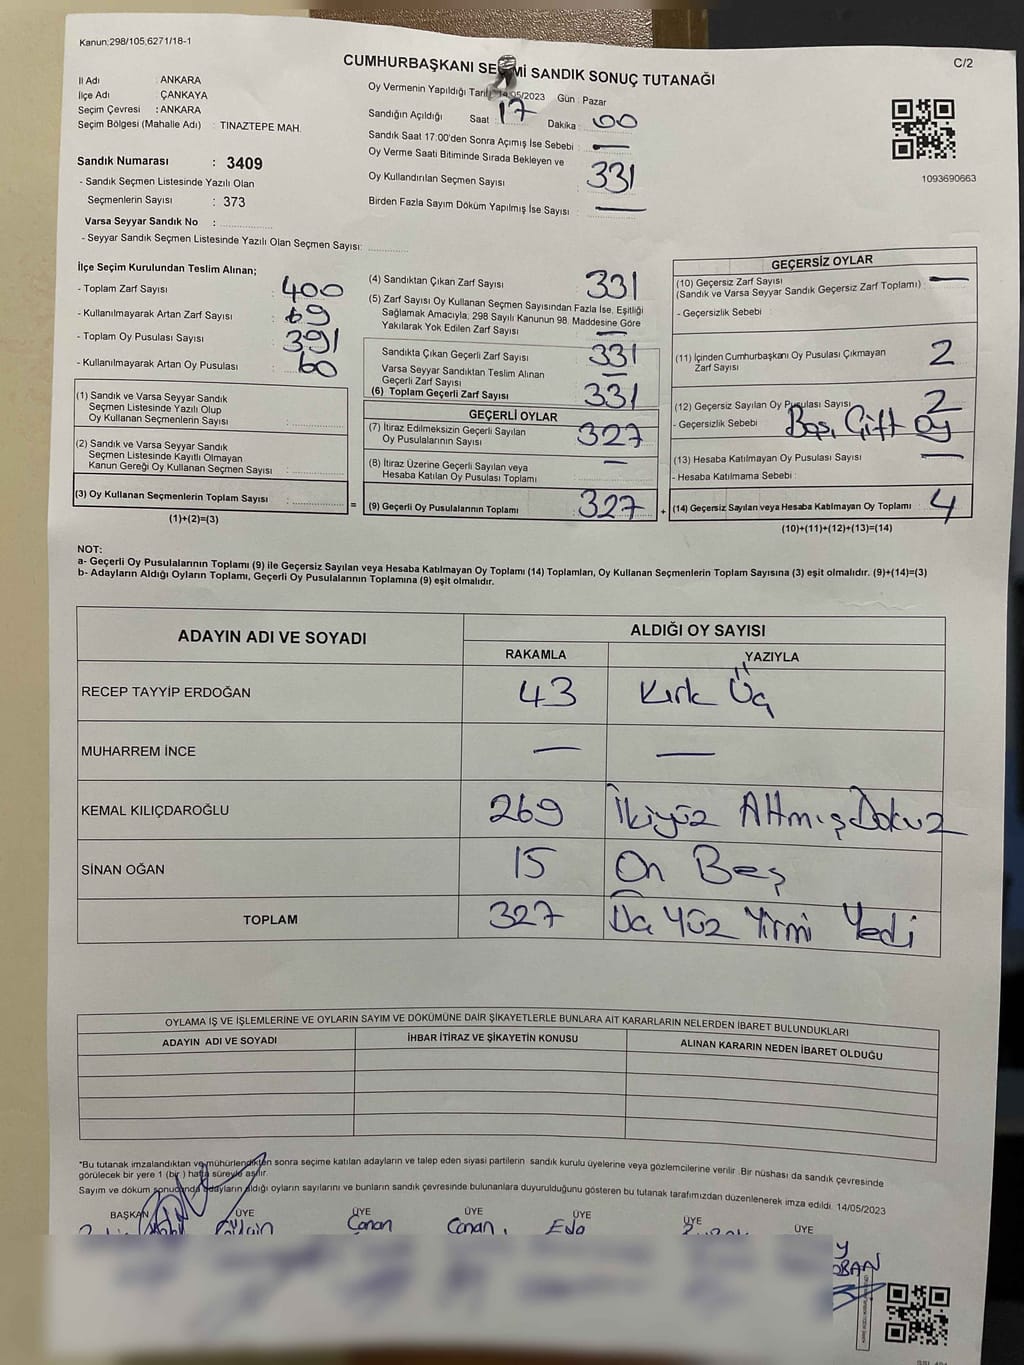 Kanun:298/105,6271/18-1
C/2
CUMHURBAŞKANI SE Mİ SANDIK SONUÇ TUTANAĞI
İl Adı : ANKARA
İlçe Adı : ÇANKAYA
Seçim Çevresi : ANKARA
Seçim Bölgesi (Mahalle Adı) : TINAZTEPE MAH.
Oy Vermenin Yapıldığı Tarih 14/05/2023 Gün : Pazar
Sandığın Açıldığı Saat : 17 Dakika : 00
Sandık Saat 17:00'den Sonra Açımış İse Sebebi : —
Oy Verme Saati Bitiminde Sırada Bekleyen ve
Oy Kullandırılan Seçmen Sayısı : 331
Birden Fazla Sayım Döküm Yapılmış İse Sayısı : —
1093690663
Sandık Numarası : 3409
- Sandık Seçmen Listesinde Yazılı Olan
Seçmenlerin Sayısı : 373
Varsa Seyyar Sandık No : ..................
- Seyyar Sandık Seçmen Listesinde Yazılı Olan Seçmen Sayısı: .............
İlçe Seçim Kurulundan Teslim Alınan;
- Toplam Zarf Sayısı : 400
- Kullanılmayarak Artan Zarf Sayısı : 69
- Toplam Oy Pusulası Sayısı : 391
- Kullanılmayarak Artan Oy Pusulası : 60
(1) Sandık ve Varsa Seyyar Sandık
Seçmen Listesinde Yazılı Olup
Oy Kullanan Seçmenlerin Sayısı : ..............
(2) Sandık ve Varsa Seyyar Sandık
Seçmen Listesinde Kayıtlı Olmayan
Kanun Gereği Oy Kullanan Seçmen Sayısı : ..............
(3) Oy Kullanan Seçmenlerin Toplam Sayısı : ..............
(1)+(2)=(3)
=
(4) Sandıktan Çıkan Zarf Sayısı : 331
(5) Zarf Sayısı Oy Kullanan Seçmen Sayısından Fazla İse, Eşitliği
Sağlamak Amacıyla; 298 Sayılı Kanunun 98. Maddesine Göre
Yakılarak Yok Edilen Zarf Sayısı : —
Sandıkta Çıkan Geçerli Zarf Sayısı : 331
Varsa Seyyar Sandıktan Teslim Alınan
Geçerli Zarf Sayısı : —
(6) Toplam Geçerli Zarf Sayısı : 331
GEÇERLİ OYLAR
(7) İtiraz Edilmeksizin Geçerli Sayılan
Oy Pusulalarının Sayısı : 327
(8) İtiraz Üzerine Geçerli Sayılan veya
Hesaba Katılan Oy Pusulası Toplamı : —
(9) Geçerli Oy Pusulalarının Toplamı : 327
+
GEÇERSİZ OYLAR
(10) Geçersiz Zarf Sayısı
(Sandık ve Varsa Seyyar Sandık Geçersiz Zarf Toplamı) : —
- Geçersizlik Sebebi :
(11) İçinden Cumhurbaşkanı Oy Pusulası Çıkmayan
Zarf Sayısı : 2
(12) Geçersiz Sayılan Oy Pusulası Sayısı : 2
- Geçersizlik Sebebi : Boş, Çift oy
(13) Hesaba Katılmayan Oy Pusulası Sayısı : —
- Hesaba Katılmama Sebebi :
(14) Geçersiz Sayılan veya Hesaba Katılmayan Oy Toplamı : 4
(10)+(11)+(12)+(13)=(14)
NOT:
a- Geçerli Oy Pusulalarının Toplamı (9) ile Geçersiz Sayılan veya Hesaba Katılmayan Oy Toplamı (14) Toplamları, Oy Kullanan Seçmenlerin Toplam Sayısına (3) eşit olmalıdır. (9)+(14)=(3)
b- Adayların Aldığı Oyların Toplamı, Geçerli Oy Pusulalarının Toplamına (9) eşit olmalıdır.
ADAYIN ADI VE SOYADI
ALDIĞI OY SAYISI
RAKAMLA
YAZIYLA
RECEP TAYYİP ERDOĞAN 43 Kırk Üç
MUHARREM İNCE — —
KEMAL KILIÇDAROĞLU 269 İkiyüz Altmış Dokuz
SİNAN OĞAN 15 On Beş
TOPLAM 327 Yüz Yirmi Yedi
OYLAMA İŞ VE İŞLEMLERİNE VE OYLARIN SAYIM VE DÖKÜMÜNE DAİR ŞİKAYETLERLE BUNLARA AİT KARARLARIN NELERDEN İBARET BULUNDUKLARI
ADAYIN ADI VE SOYADI
İHBAR İTİRAZ VE ŞİKAYETİN KONUSU
ALINAN KARARIN NEDEN İBARET OLDUĞU
*Bu tutanak imzalandıktan ve mühürlendikten sonra seçime katılan adayların ve talep eden siyasi partilerin sandık kurulu üyelerine veya gözlemcilerine verilir. Bir nüshası da sandık çevresinde
görülecek bir yere 1 (bir ) hafta süreyle asılır.
Sayım ve döküm sonucunda adayların aldığı oyların sayılarını ve bunların sandık çevresinde bulunanlara duyurulduğunu gösteren bu tutanak tarafımızdan düzenlenerek imza edildi. 14/05/2023
BAŞKAN ÜYE ÜYE ÜYE ÜYE ÜYE ÜYE
Canan Canan Eda